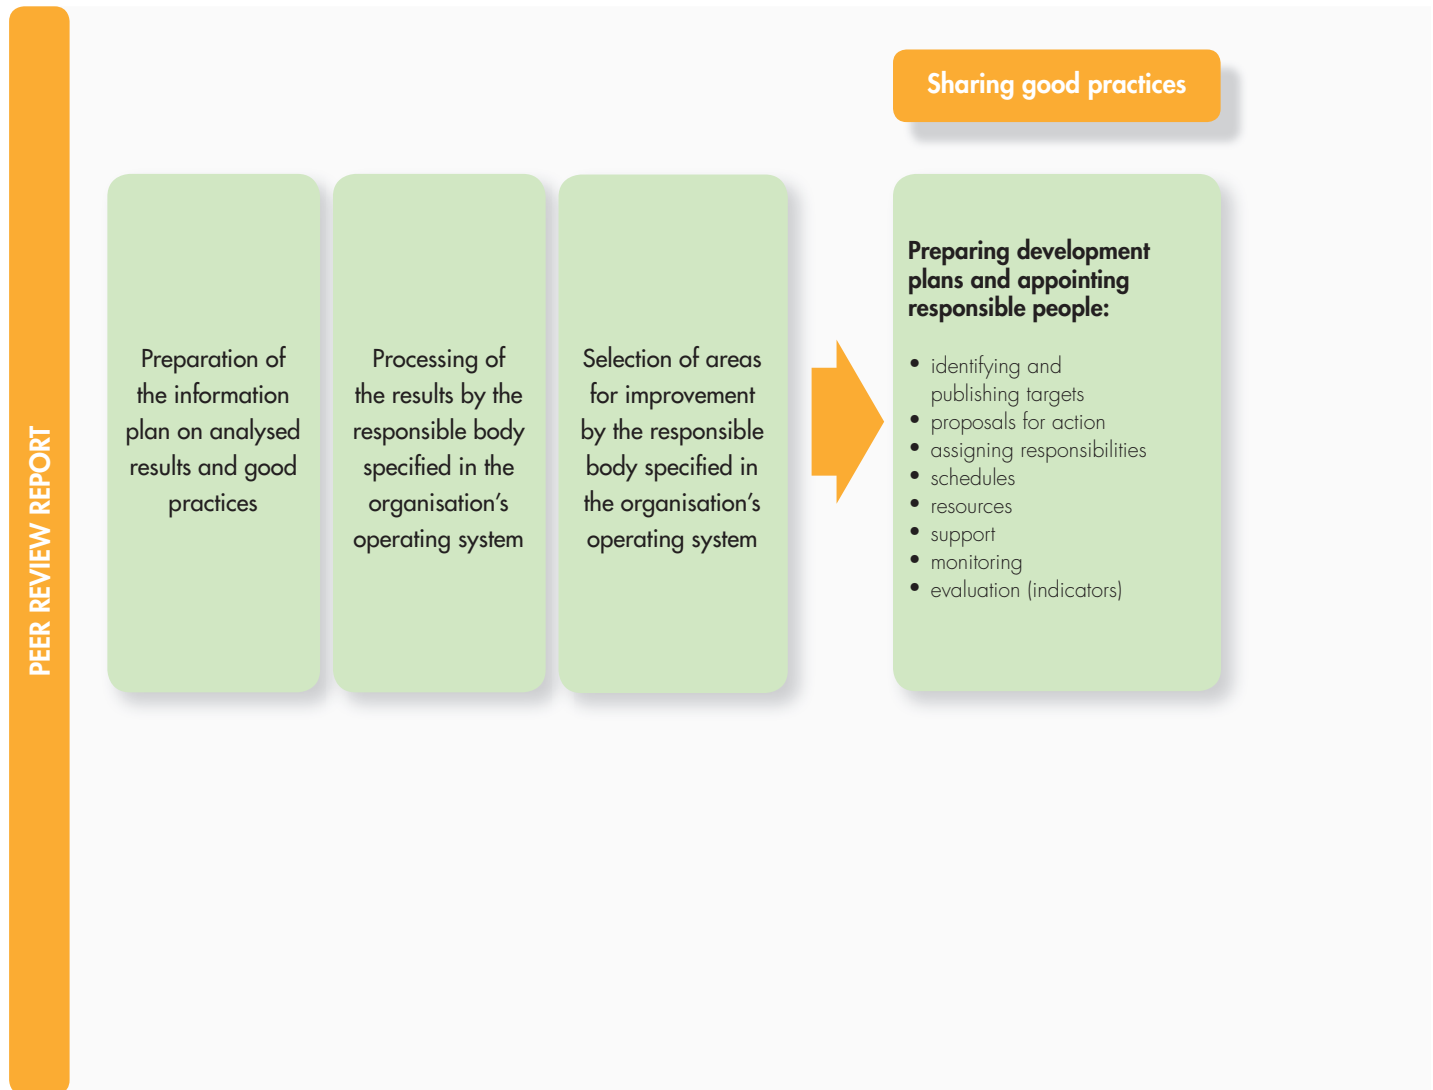 PEER REVIEW REPORT
Sharing good practices
Preparation of
the information
plan on analysed
results and good
practices
Processing of
the results by the
responsible body
specified in the
organisation’s
operating system
Selection of areas
for improvement
by the responsible
body specified in
the organisation’s
operating system
Preparing development
plans and appointing
responsible people:
• identifying and
publishing targets
• proposals for action
• assigning responsibilities
• schedules
• resources
• support
• monitoring
• evaluation (indicators)